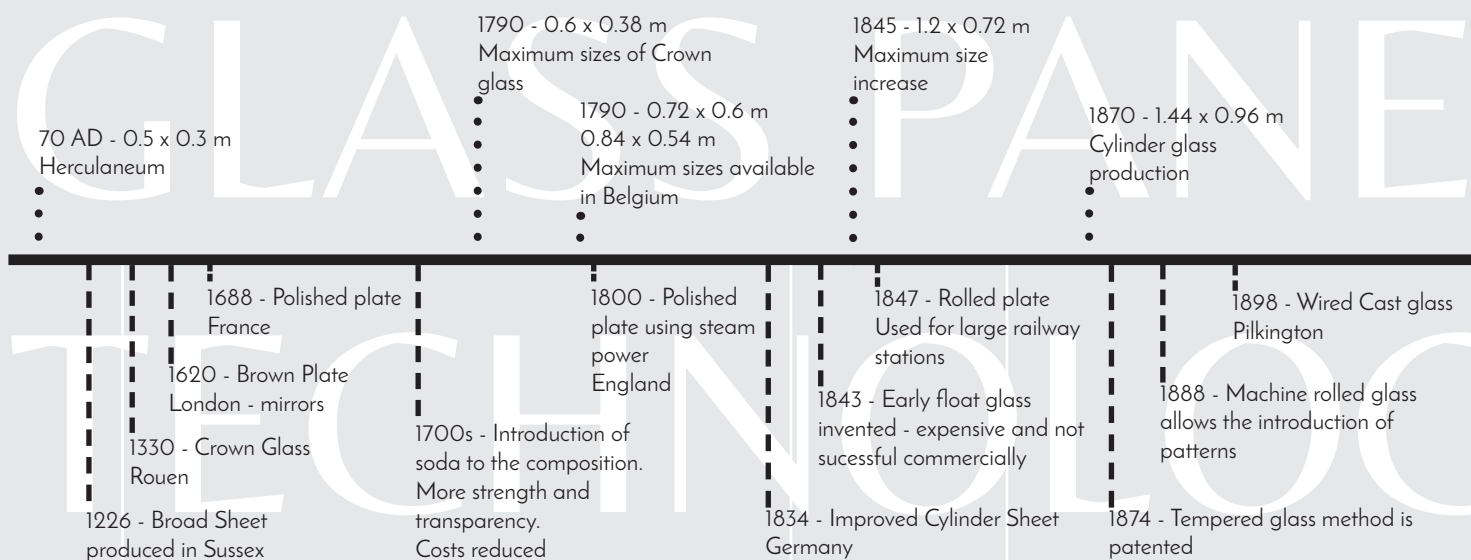 GLASS PANE
TECHNOLOG
70 AD - 0.5 x 0.3 m
Herculaneum
1790 - 0.6 x 0.38 m
Maximum sizes of Crown
glass
1790 - 0.72 x 0.6 m
0.84 x 0.54 m
Maximum sizes available
in Belgium
1845 - 1.2 x 0.72 m
Maximum size
increase
1870 - 1.44 x 0.96 m
Cylinder glass
production
1226 - Broad Sheet
produced in Sussex
1330 - Crown Glass
Rouen
1620 - Brown Plate
London - mirrors
1688 - Polished plate
France
1700s - Introduction of
soda to the composition.
More strength and
transparency.
Costs reduced
1800 - Polished
plate using steam
power
England
1834 - Improved Cylinder Sheet
Germany
1843 - Early float glass
invented - expensive and not
sucessful commercially
1847 - Rolled plate
Used for large railway
stations
1874 - Tempered glass method is
patented
1888 - Machine rolled glass
allows the introduction of
patterns
1898 - Wired Cast glass
Pilkington